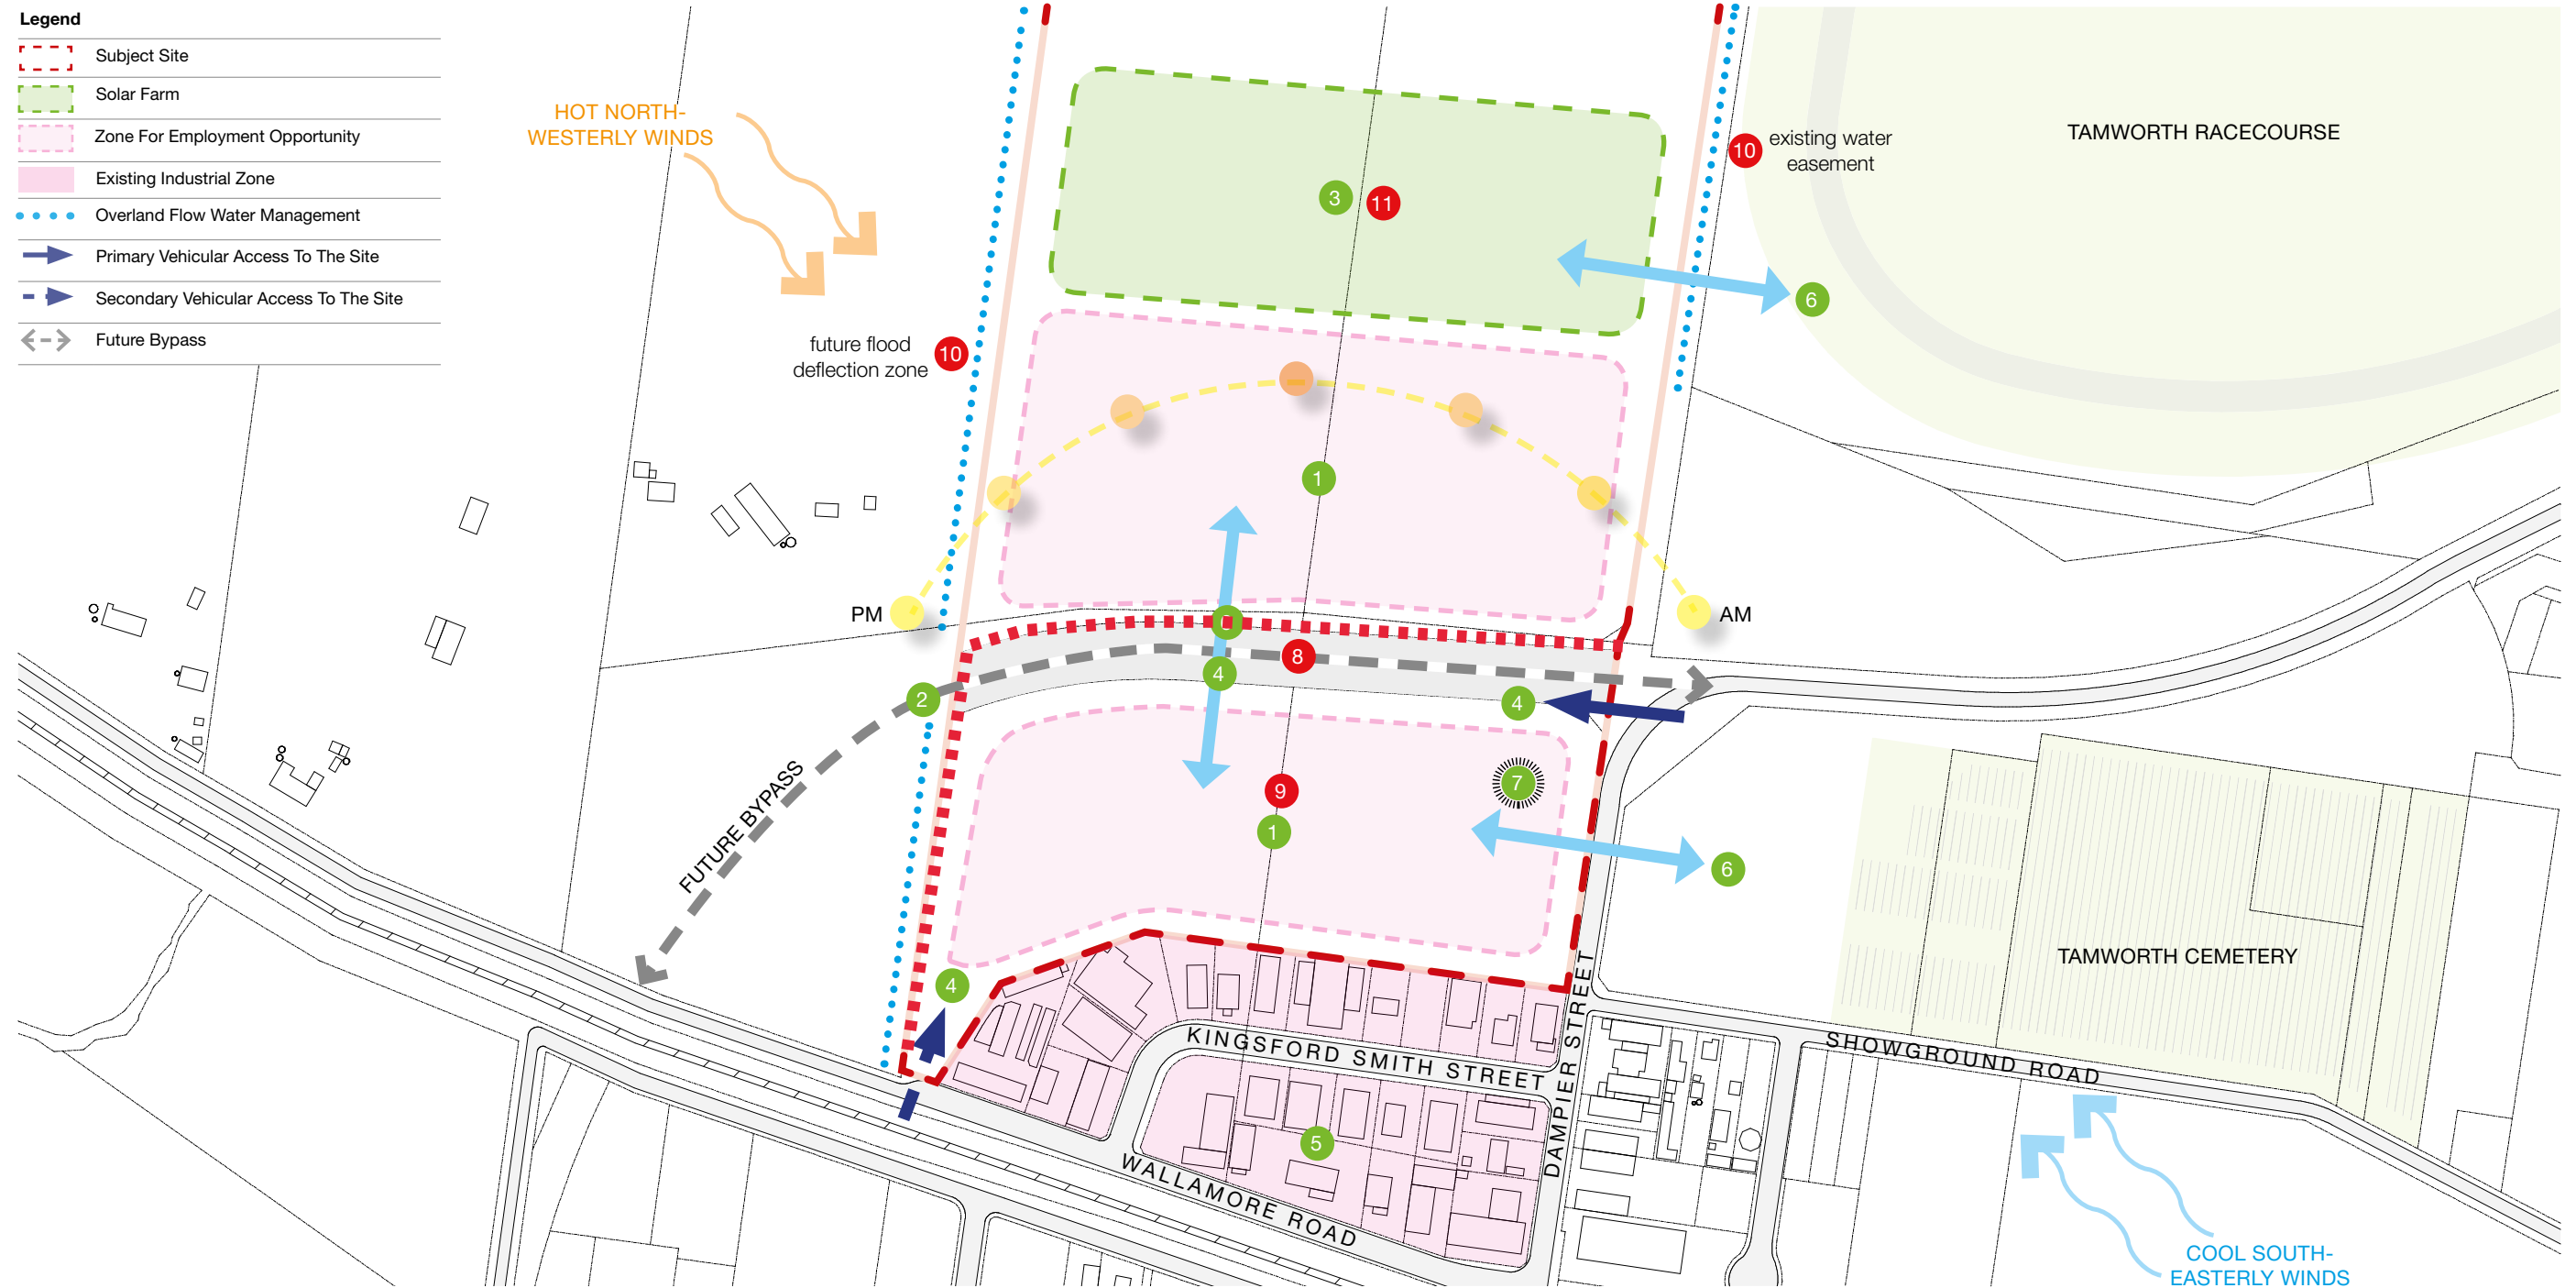 Legend
Subject Site
Solar Farm
Zone For Employment Opportunity
Existing Industrial Zone
Overland Flow Water Management
Primary Vehicular Access To The Site
Secondary Vehicular Access To The Site
Future Bypass
HOT NORTH-
WESTERLY WINDS
TAMWORTH RACECOURSE
10
existing water
easement
3
11
6
future flood
deflection zone
10
1
PM
AM
8
4
2
4
FUTURE BYPASS
7
9
1
6
4
TAMWORTH CEMETERY
KINGSFORD SMITH STREET
DAMPIER STREET
SHOWGROUND ROAD
5
WALLAMORE ROAD
COOL SOUTH-
EASTERLY WINDS